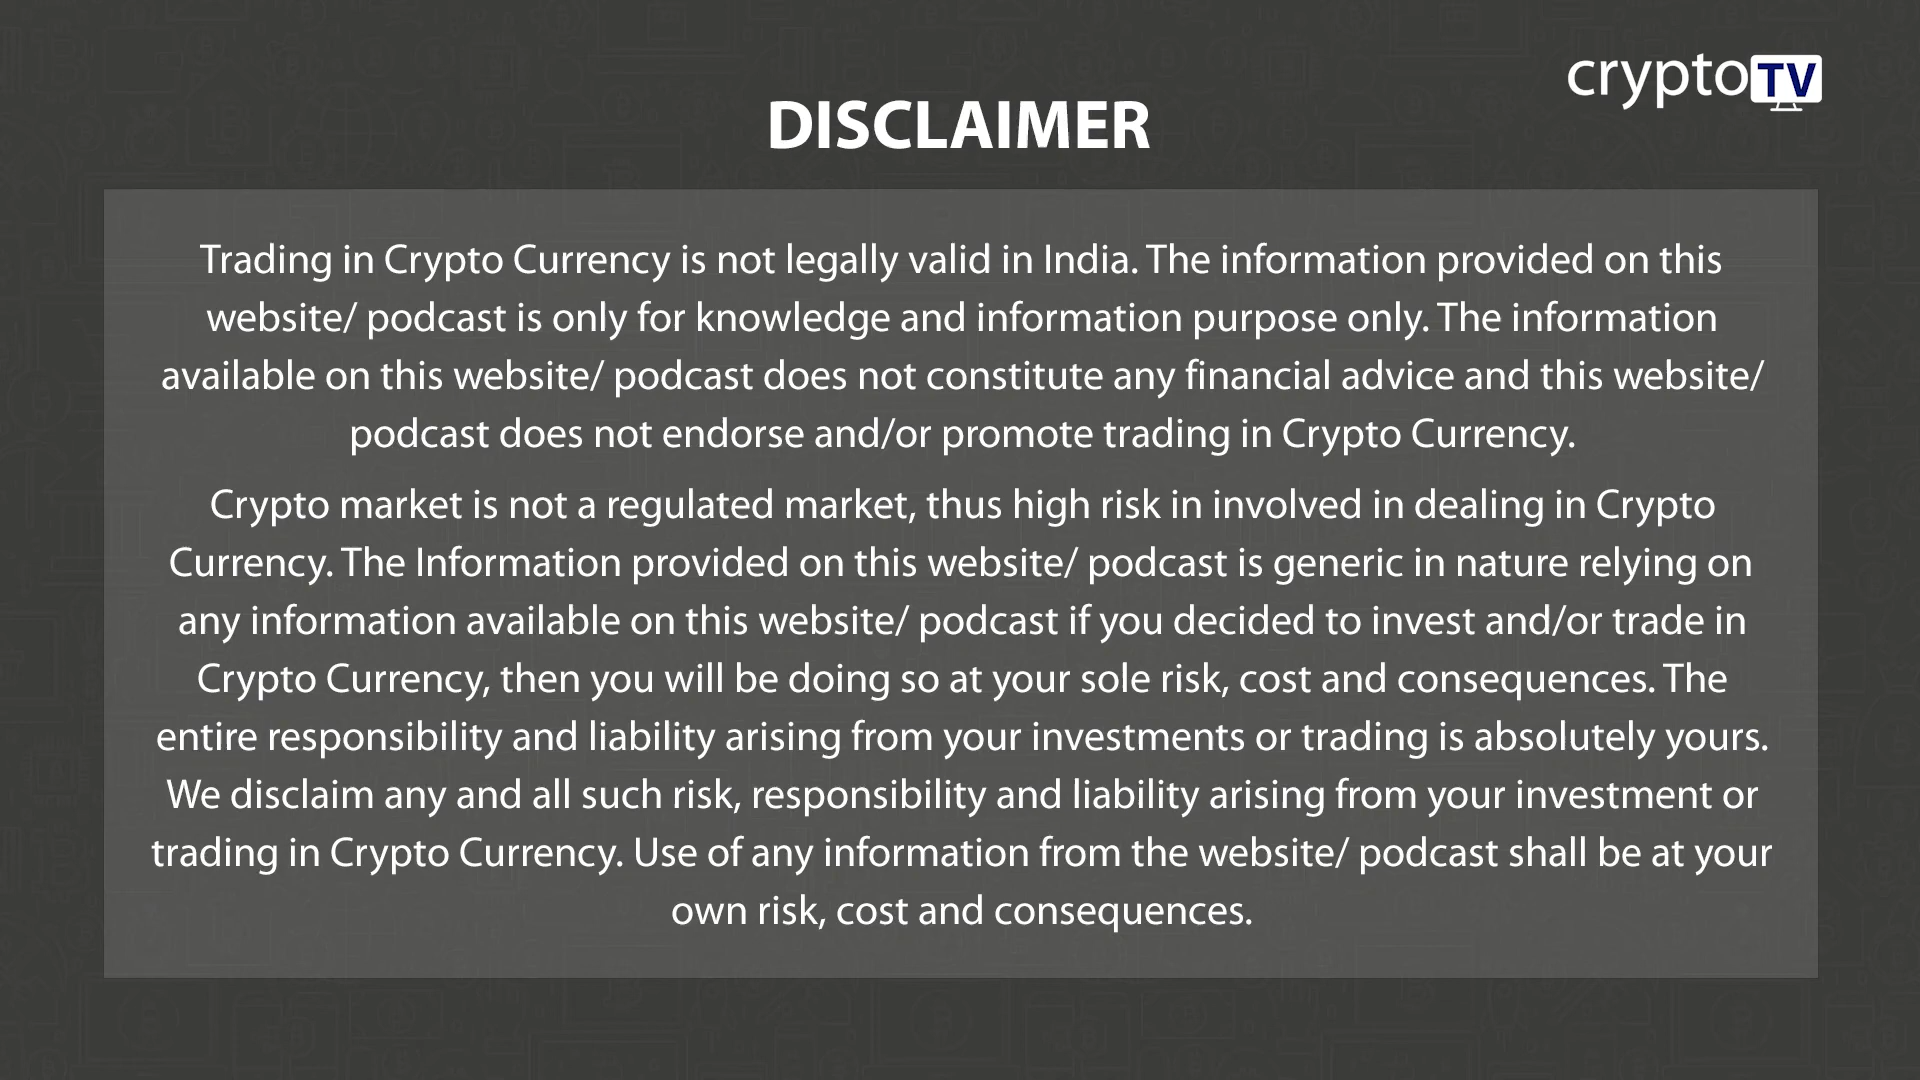 cryptoTV
DISCLAIMER
Trading in Crypto Currency is not legally valid in India. The information provided on this
website/ podcast is only for knowledge and information purpose only. The information
available on this website/ podcast does not constitute any financial advice and this website/
podcast does not endorse and/or promote trading in Crypto Currency.
Crypto market is not a regulated market, thus high risk in involved in dealing in Crypto
Currency. The Information provided on this website/ podcast is generic in nature relying on
any information available on this website/ podcast if you decided to invest and/or trade in
Crypto Currency, then you will be doing so at your sole risk, cost and consequences. The
entire responsibility and liability arising from your investments or trading is absolutely yours.
We disclaim any and all such risk, responsibility and liability arising from your investment or
trading in Crypto Currency. Use of any information from the website/ podcast shall be at your
own risk, cost and consequences.